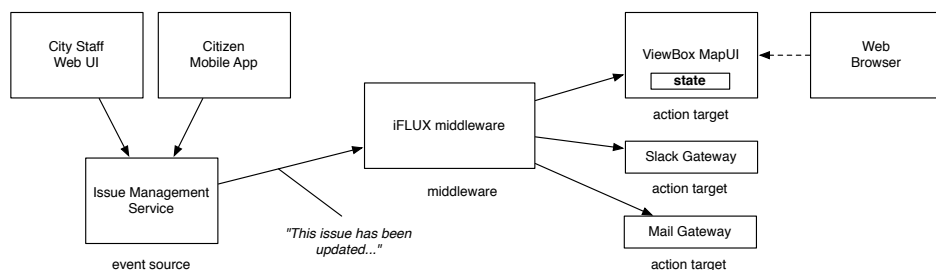 City Staff
Web UI
Citizen
Mobile App
Issue Management
Service
event source
"This issue has been
updated..."
iFLUX middleware
middleware
ViewBox MapUI
state
action target
Web
Browser
Slack Gateway
action target
Mail Gateway
action target